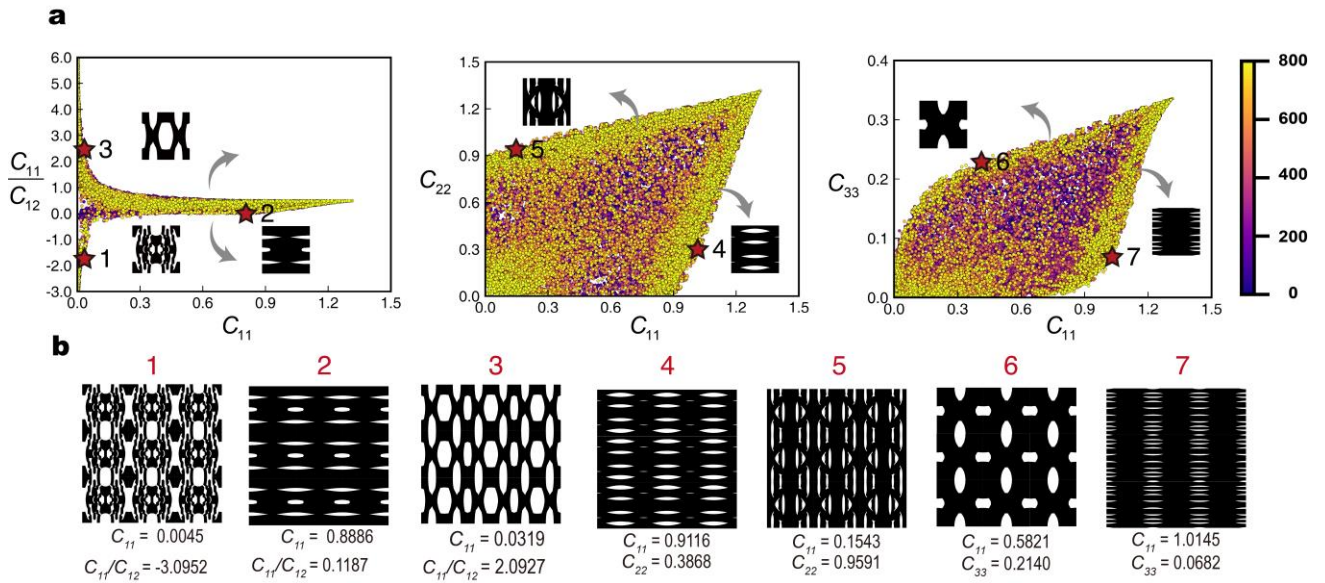 a
6.0
5.0
4.0
3.0
2.0
1.0
0.0
-1.0
-2.0
-3.0
C11
C12
3
2
1
0.0 0.3 0.6 0.9 1.2 1.5
C11
1.5
1.2
0.9
0.6
0.3
0.0
C22
5
4
0.0 0.3 0.6 0.9 1.2 1.5
C11
0.4
0.3
0.2
0.1
0.0
C33
6
7
0.0 0.3 0.6 0.9 1.2 1.5
C11
800
600
400
200
0
b
1 2 3 4 5 6 7
C11 = 0.0045
C11/C12 = -3.0952
C11 = 0.8886
C11/C12 = 0.1187
C11 = 0.0319
C11/C12 = 2.0927
C11 = 0.9116
C22 = 0.3868
C11 = 0.1543
C22 = 0.9591
C11 = 0.5821
C33 = 0.2140
C11 = 1.0145
C33 = 0.0682